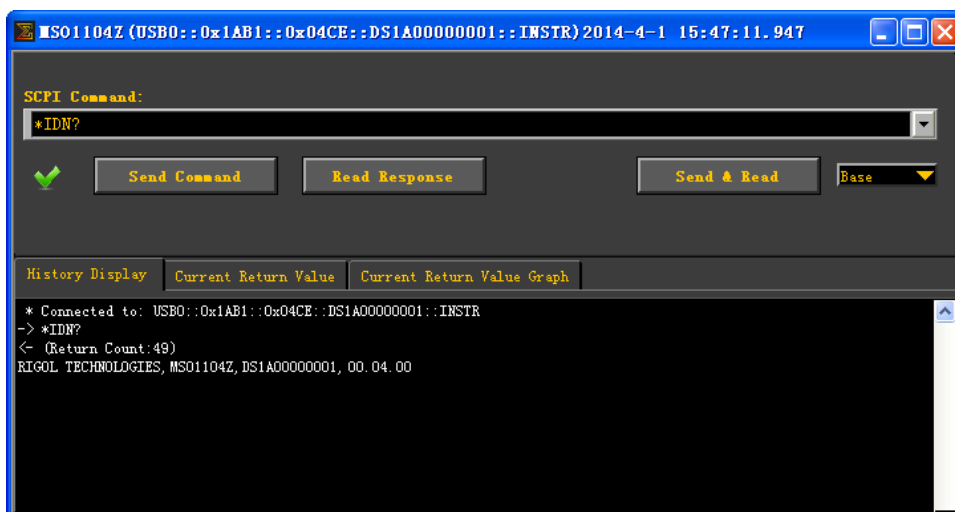 MSO1104Z (USB0::0x1AB1::0x04CE::DS1A00000001::INSTR) 2014-4-1 15:47:11.947
SCPI Command:
*IDN?
Send Command Read Response Send & Read Base
History Display Current Return Value Current Return Value Graph
* Connected to: USB0::0x1AB1::0x04CE::DS1A00000001::INSTR
-> *IDN?
<- (Return Count:49)
RIGOL TECHNOLOGIES,MSO1104Z,DS1A00000001,00.04.00